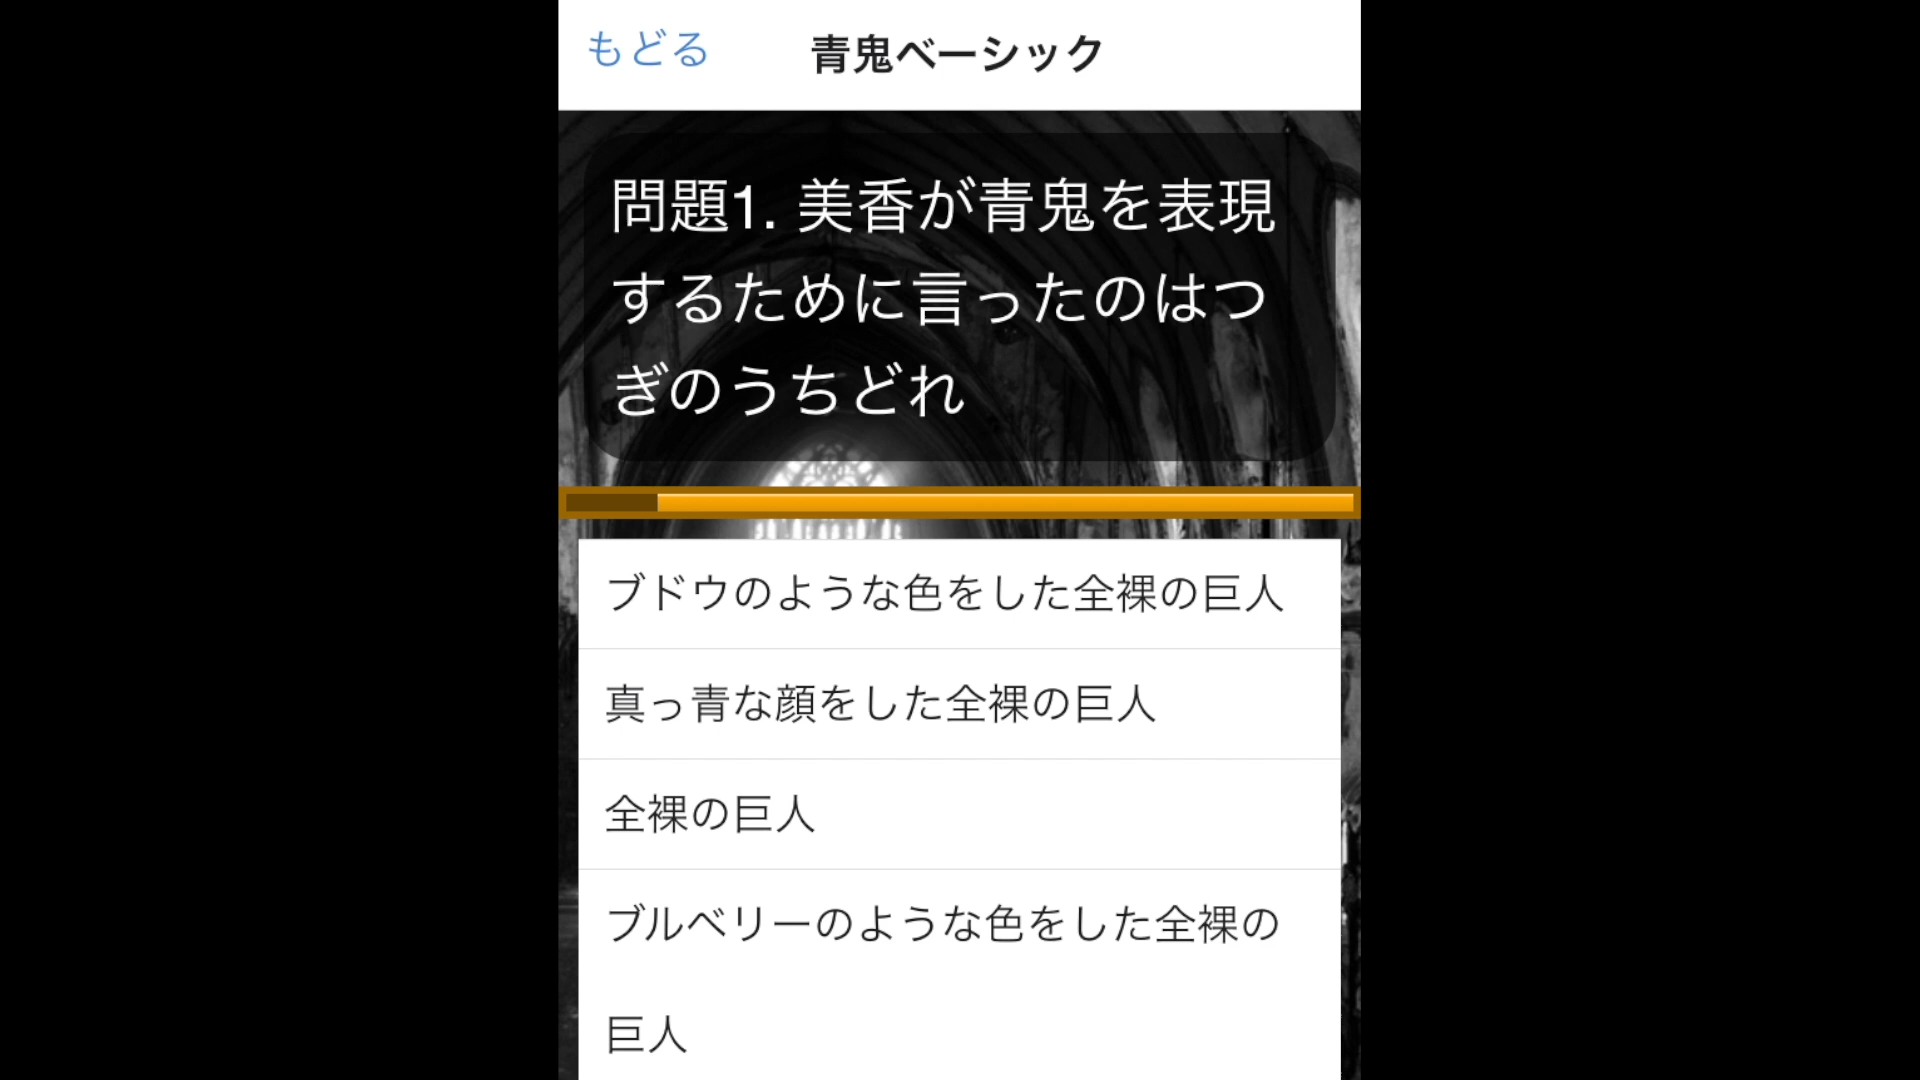 もどる
青鬼ベーシック
問題1. 美香が青鬼を表現
するために言ったのはつ
ぎのうちどれ
ブドウのような色をした全裸の巨人
真っ青な顔をした全裸の巨人
全裸の巨人
ブルベリーのような色をした全裸の
巨人